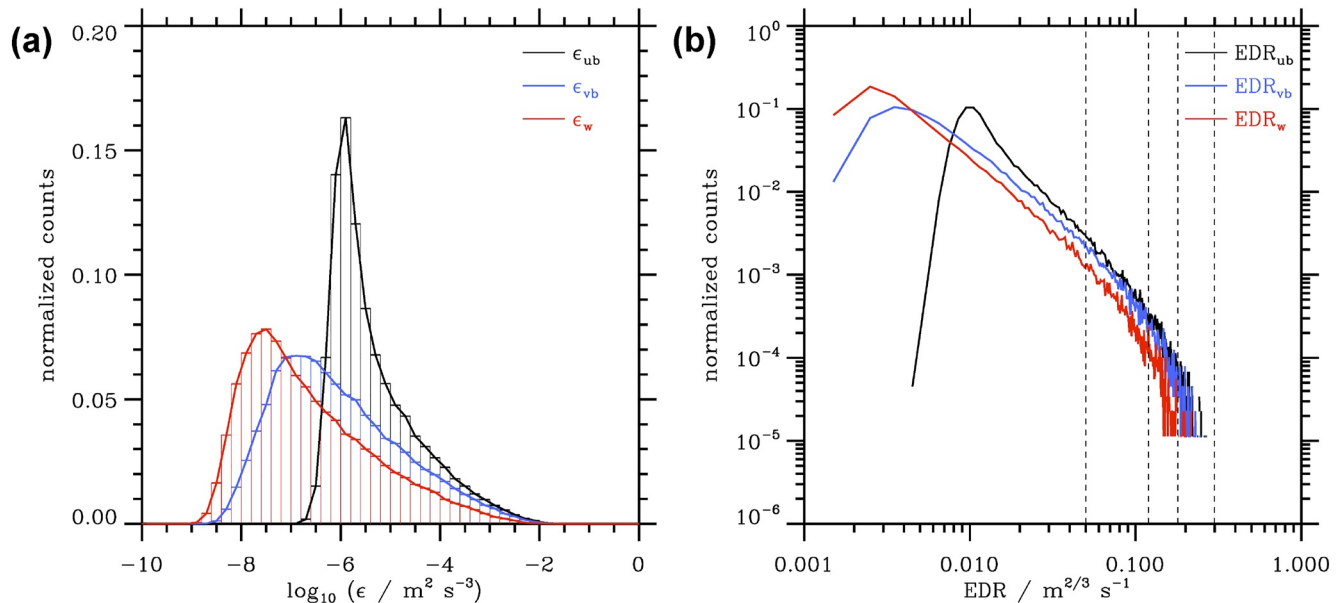 (a)
0.20
0.15
0.10
0.05
0.00
normalized counts
ϵub
ϵvb
ϵw
−10 −8 −6 −4 −2 0
log10 (ϵ / m² s⁻³)
(b)
10⁰
10⁻¹
10⁻²
10⁻³
10⁻⁴
10⁻⁵
10⁻⁶
normalized counts
EDRub
EDRvb
EDRw
0.001 0.010 0.100 1.000
EDR / m²/³ s⁻¹